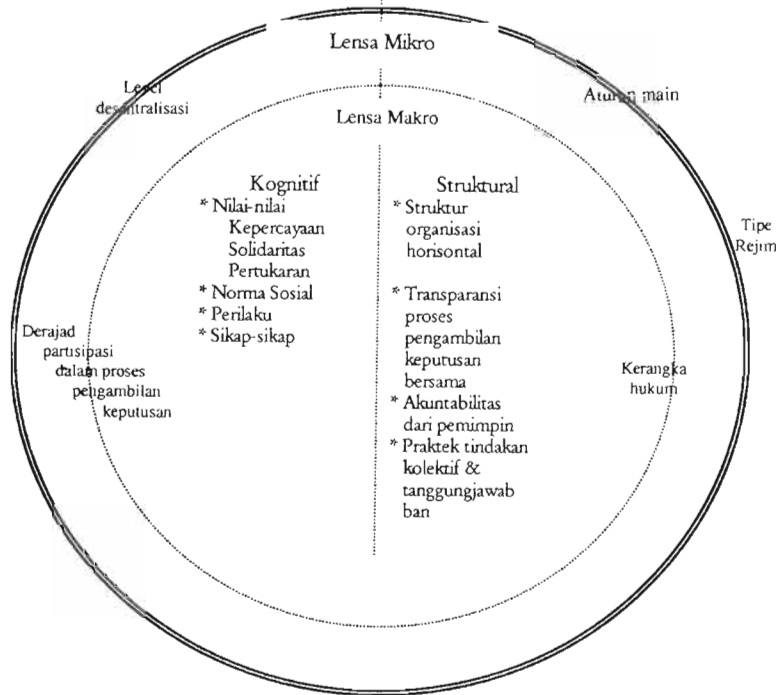 Lensa Mikro
Level
desentralisasi
Aturan main
Lensa Makro
Kognitif
* Nilai-nilai
Kepercayaan
Solidaritas
Pertukaran
* Norma Sosial
* Perilaku
* Sikap-sikap
Struktural
* Struktur
organisasi
horisontal
* Transparansi
proses
pengambilan
keputusan
bersama
* Akuntabilitas
dari pemimpin
* Praktek tindakan
kolektif &
tanggungjawab
ban
Tipe
Rejim
Derajad
partisipasi
dalam proses
pengambilan
keputusan
Kerangka
hukum